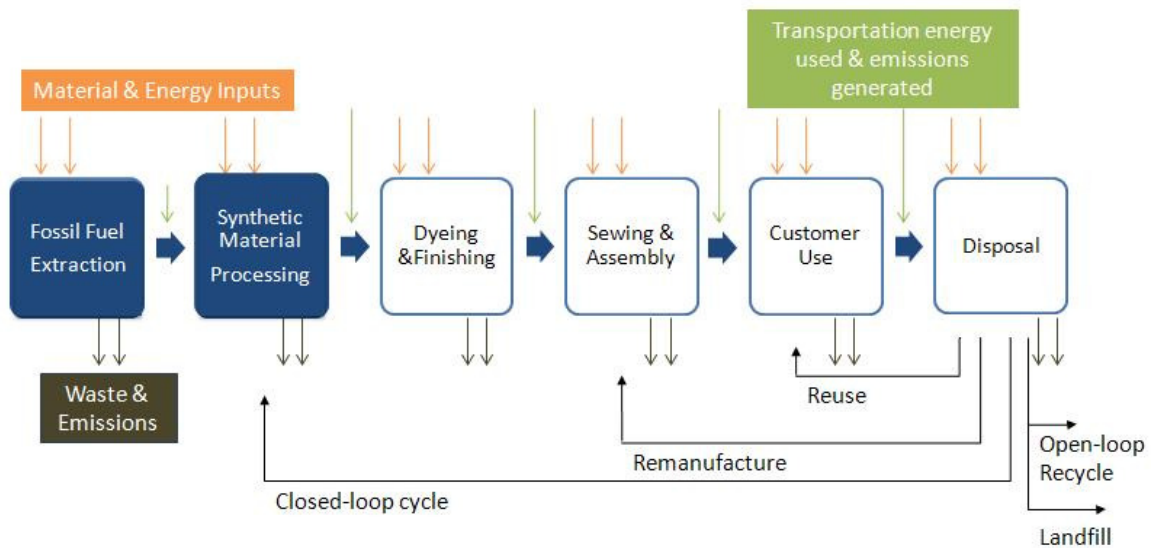 Transportation energy
used & emissions
generated
Material & Energy Inputs
Fossil Fuel
Extraction
Synthetic
Material
Processing
Dyeing
&Finishing
Sewing &
Assembly
Customer
Use
Disposal
Waste &
Emissions
Reuse
Remanufacture
Closed-loop cycle
Open-loop
Recycle
Landfill